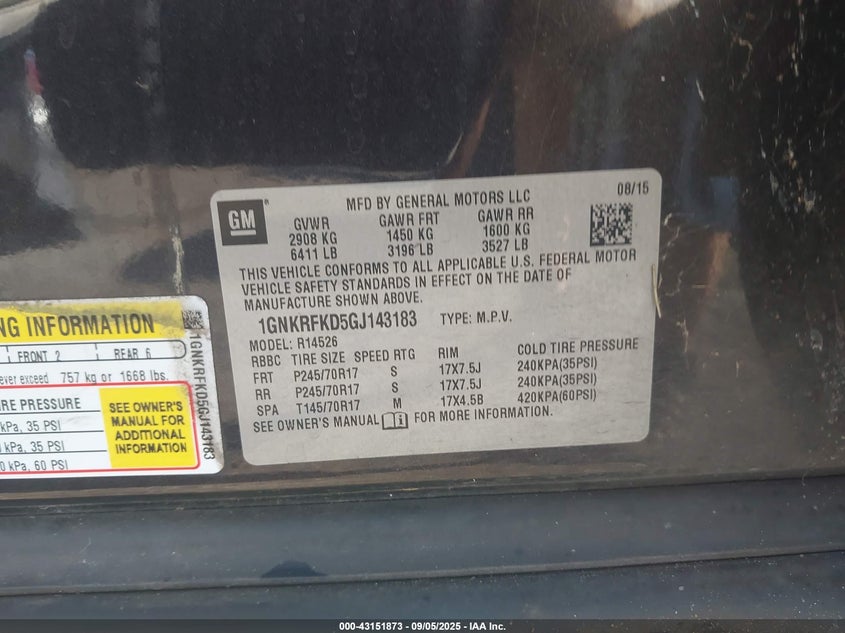 GM
®
MFD BY GENERAL MOTORS LLC
08/15
GVWR GAWR FRT GAWR RR
2908 KG 1450 KG 1600 KG
6411 LB 3196 LB 3527 LB
THIS VEHICLE CONFORMS TO ALL APPLICABLE U.S. FEDERAL MOTOR
VEHICLE SAFETY STANDARDS IN EFFECT ON THE DATE OF
MANUFACTURE SHOWN ABOVE.
1GNKRFKD5GJ143183 TYPE: M.P.V.
MODEL: R14526
RBBC TIRE SIZE SPEED RTG RIM COLD TIRE PRESSURE
FRT P245/70R17 S 17X7.5J 240KPA(35PSI)
RR P245/70R17 S 17X7.5J 240KPA(35PSI)
SPA T145/70R17 M 17X4.5B 420KPA(60PSI)
SEE OWNER'S MANUAL i FOR MORE INFORMATION.
NG INFORMATION
FRONT 2 REAR 6
ever exceed 757 kg or 1668 lbs.
RE PRESSURE
kPa, 35 PSI
0 kPa, 35 PSI
0 kPa, 60 PSI
SEE OWNER'S
MANUAL FOR
ADDITIONAL
INFORMATION
1GNKRFKD5GJ143183
000-43151873 - 09/05/2025 - IAA Inc.